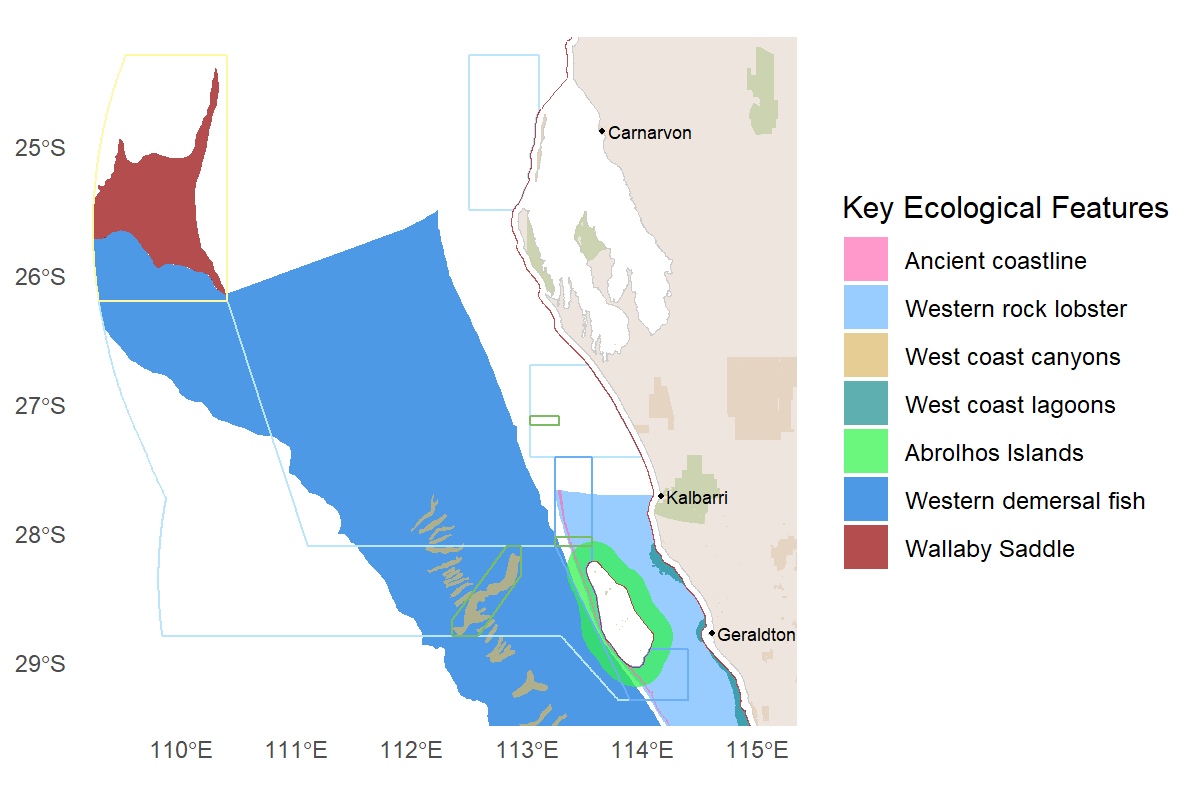 25°S
26°S
27°S
28°S
29°S
110°E
111°E
112°E
113°E
114°E
115°E
Carnarvon
Kalbarri
Geraldton
Key Ecological Features
Ancient coastline
Western rock lobster
West coast canyons
West coast lagoons
Abrolhos Islands
Western demersal fish
Wallaby Saddle